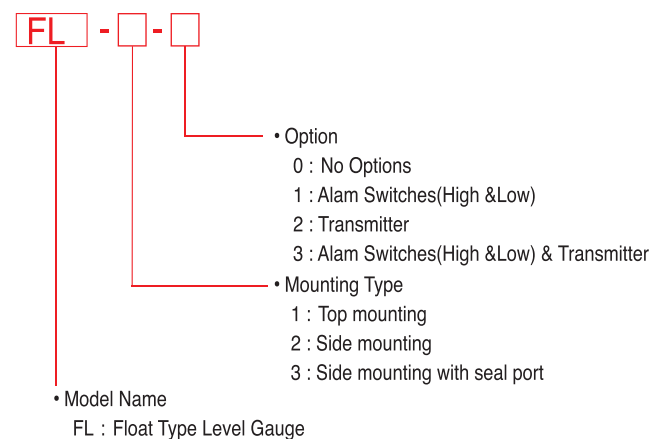 FL - □ - □
• Option
0 : No Options
1 : Alam Switches(High &Low)
2 : Transmitter
3 : Alam Switches(High &Low) & Transmitter
• Mounting Type
1 : Top mounting
2 : Side mounting
3 : Side mounting with seal port
• Model Name
FL : Float Type Level Gauge